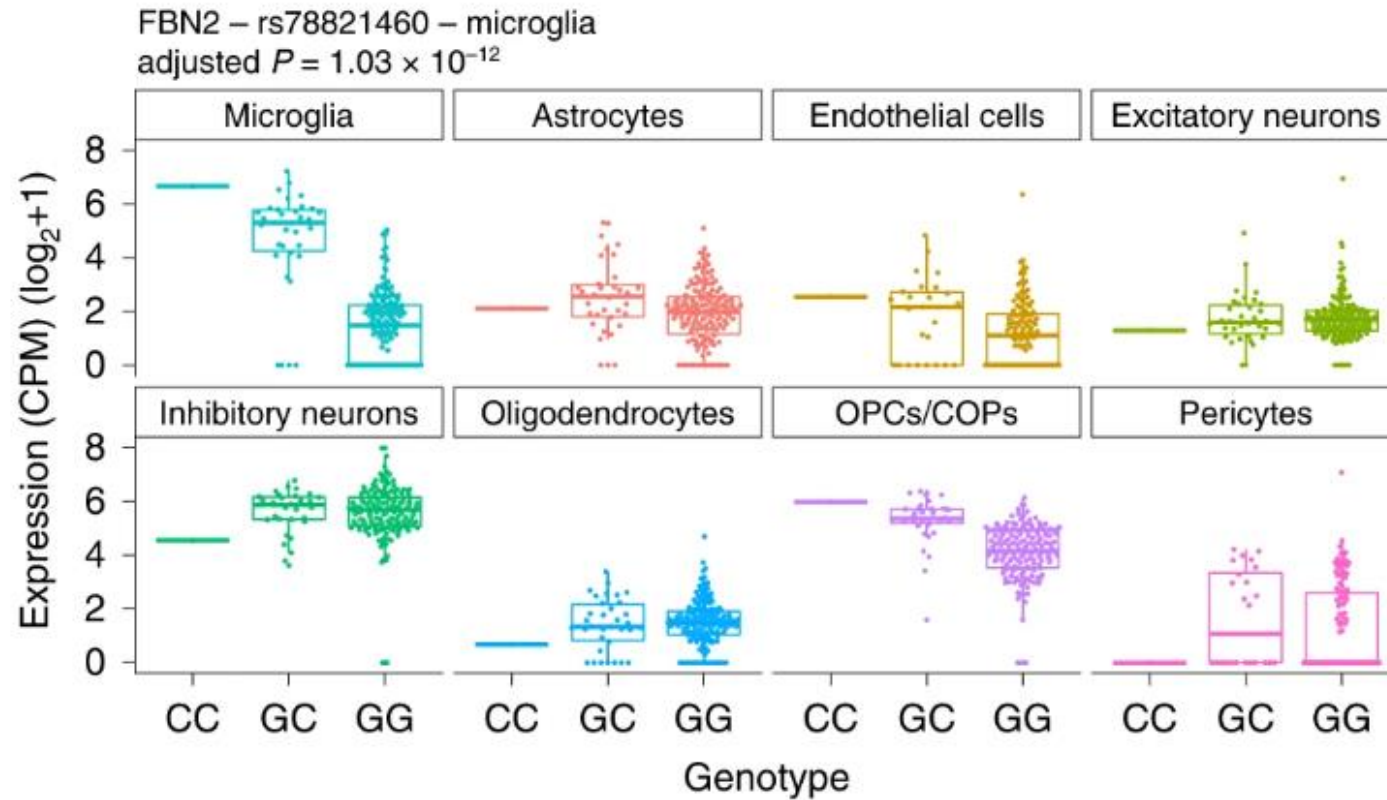 FBN2 – rs78821460 – microglia
adjusted P = 1.03 × 10⁻¹²
Microglia Astrocytes Endothelial cells Excitatory neurons
8
6
4
2
0
Inhibitory neurons Oligodendrocytes OPCs/COPs Pericytes
8
6
4
2
0
Expression (CPM) (log₂+1)
CC GC GG CC GC GG CC GC GG CC GC GG
Genotype